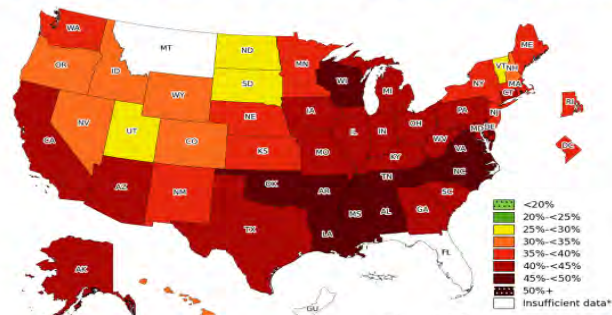 WA
MT
ND
MN
ME
OR
ID
SD
WI
MI
NY
VT
NH
MA
CT
RI
WY
NE
IA
PA
NJ
NV
UT
CO
KS
MO
IL
IN
OH
WV
MD
DE
DC
CA
KY
VA
AZ
NM
OK
AR
TN
NC
SC
TX
LA
MS
AL
GA
FL
AK
GU
<20%
20%-<25%
25%-<30%
30%-<35%
35%-<40%
40%-<45%
45%-<50%
50%+
Insufficient data*